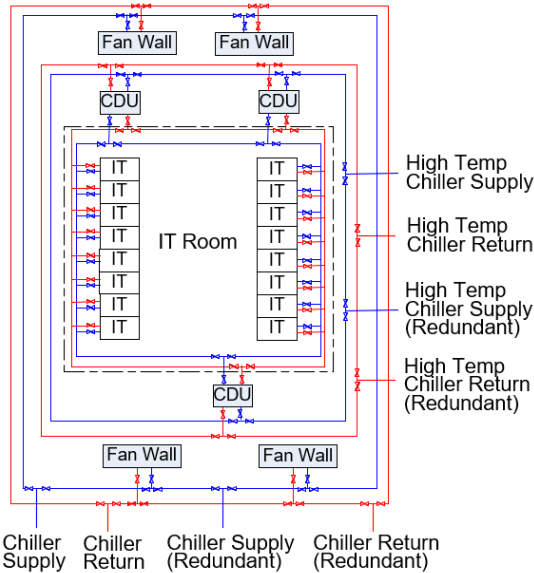 Fan Wall
Fan Wall
CDU
CDU
IT
IT
IT
IT
IT
IT
IT
IT
IT Room
IT
IT
IT
IT
IT
IT
IT
IT
High Temp
Chiller Supply
High Temp
Chiller Return
High Temp
Chiller Supply
(Redundant)
High Temp
Chiller Return
(Redundant)
CDU
Fan Wall
Fan Wall
Chiller
Supply
Chiller
Return
Chiller Supply
(Redundant)
Chiller Return
(Redundant)